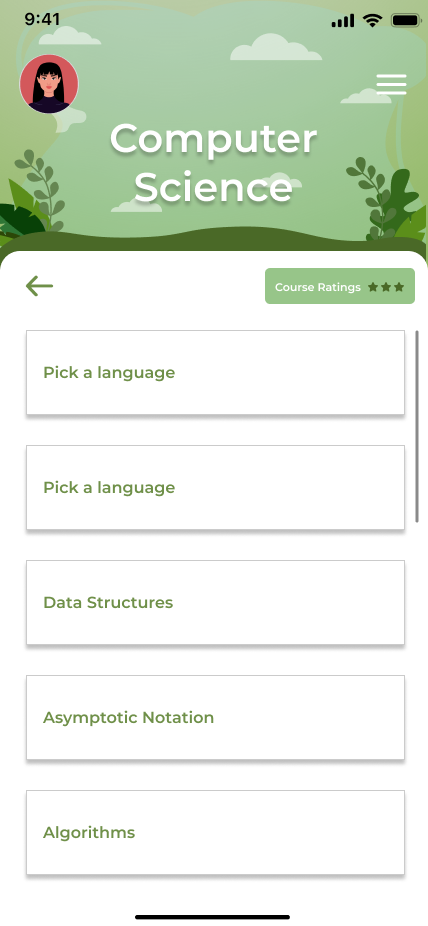 9:41
Computer
Science
Course Ratings
Pick a language
Pick a language
Data Structures
Asymptotic Notation
Algorithms